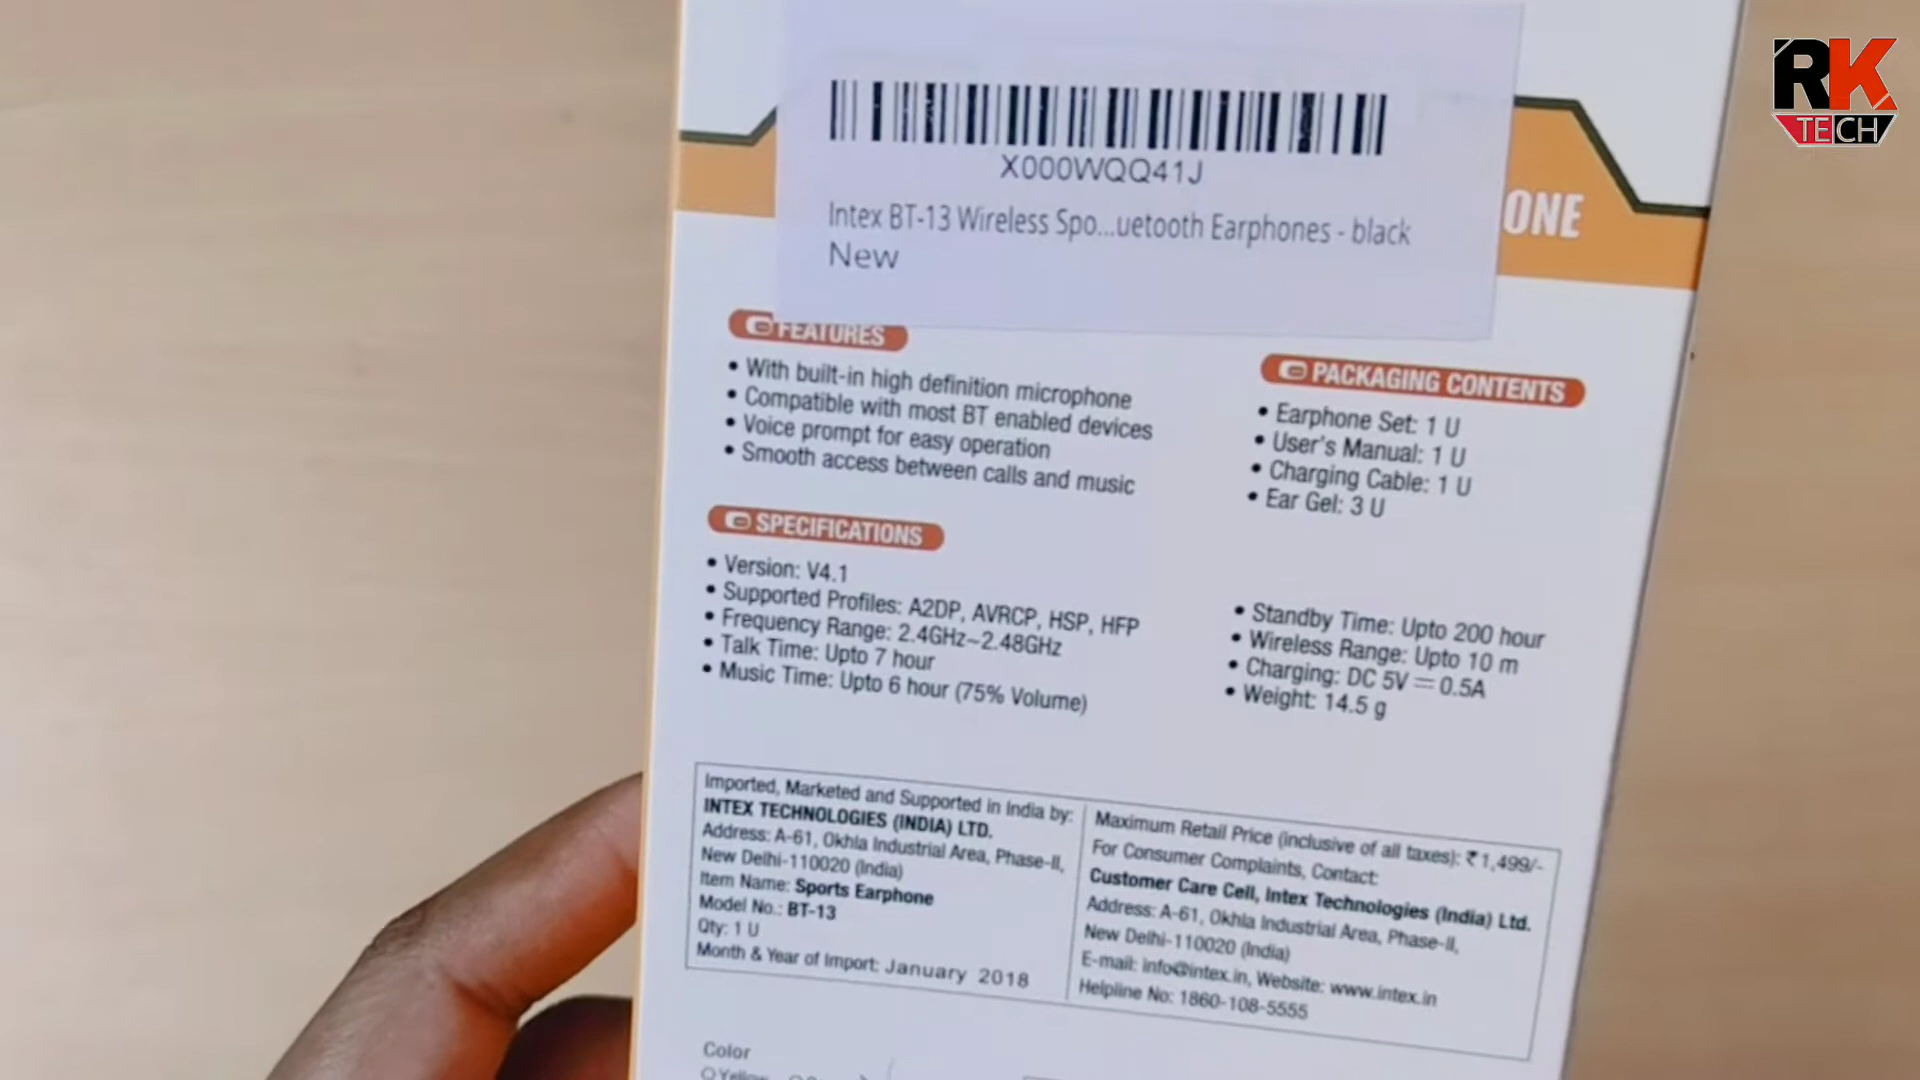 RK
TECH
X000WQQ41J
Intex BT-13 Wireless Spo...uetooth Earphones - black
New
ONE
FEATURES
• With built-in high definition microphone
• Compatible with most BT enabled devices
• Voice prompt for easy operation
• Smooth access between calls and music
PACKAGING CONTENTS
• Earphone Set: 1 U
• User's Manual: 1 U
• Charging Cable: 1 U
• Ear Gel: 3 U
SPECIFICATIONS
• Version: V4.1
• Supported Profiles: A2DP, AVRCP, HSP, HFP
• Frequency Range: 2.4GHz~2.48GHz
• Talk Time: Upto 7 hour
• Music Time: Upto 6 hour (75% Volume)
• Standby Time: Upto 200 hour
• Wireless Range: Upto 10 m
• Charging: DC 5V ⎓ 0.5A
• Weight: 14.5 g
Imported, Marketed and Supported in India by:
INTEX TECHNOLOGIES (INDIA) LTD.
Address: A-61, Okhla Industrial Area, Phase-II,
New Delhi-110020 (India)
Item Name: Sports Earphone
Model No.: BT-13
Qty: 1 U
Month & Year of Import: January 2018
Maximum Retail Price (inclusive of all taxes): ₹ 1,499/-
For Consumer Complaints, Contact:
Customer Care Cell, Intex Technologies (India) Ltd.
Address: A-61, Okhla Industrial Area, Phase-II,
New Delhi-110020 (India)
E-mail: info@intex.in, Website: www.intex.in
Helpline No: 1860-108-5555
Color
Yellow